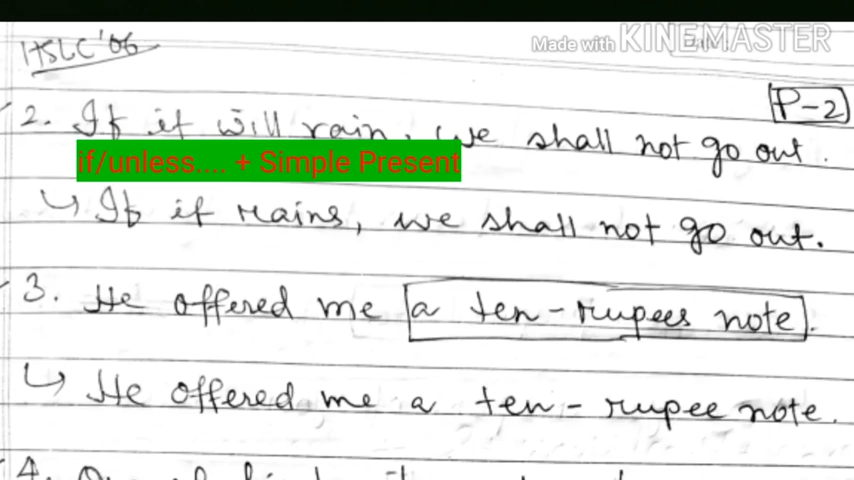 HSLC'06
Made with KINEMASTER
P-2
2. If it will rain, we shall not go out.
if/unless.... + Simple Present
↳ If it rains, we shall not go out.
3. He offered me a ten-rupees note.
↳ He offered me a ten-rupee note.
4.